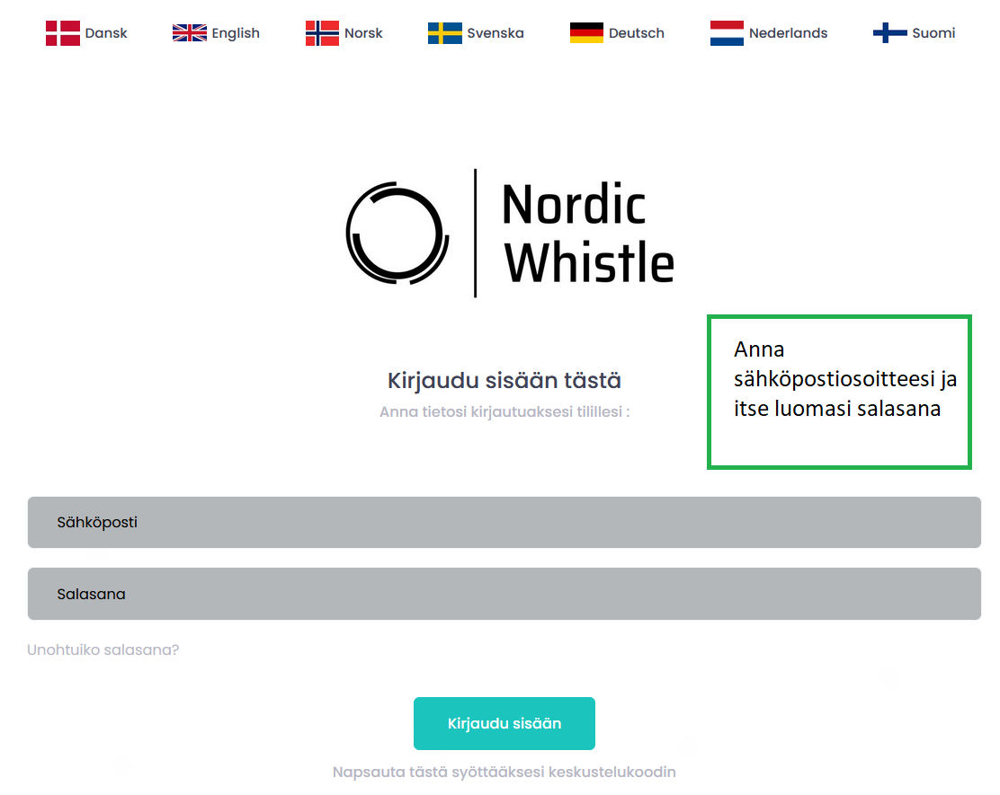 Dansk English Norsk Svenska Deutsch Nederlands Suomi
Nordic
Whistle
Kirjaudu sisään tästä
Anna tietosi kirjautuaksesi tilillesi :
Anna
sähköpostiosoitteesi ja
itse luomasi salasana
Sähköposti
Salasana
Unohtuiko salasana?
Kirjaudu sisään
Napsauta tästä syöttääksesi keskustelukoodin